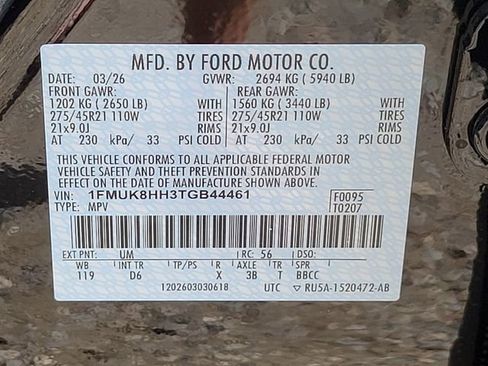 MFD. BY FORD MOTOR CO.
DATE: 03/26 GVWR: 2694 KG ( 5940 LB)
FRONT GAWR: REAR GAWR:
1202 KG ( 2650 LB) WITH 1560 KG ( 3440 LB) WITH
275/45R21 110W TIRES 275/45R21 110W TIRES
21x9.0J RIMS 21x9.0J RIMS
AT 230 kPa/ 33 PSI COLD AT 230 kPa/ 33 PSI COLD
THIS VEHICLE CONFORMS TO ALL APPLICABLE FEDERAL MOTOR
VEHICLE SAFETY AND THEFT PREVENTION STANDARDS IN
EFFECT ON THE DATE OF MANUFACTURE SHOWN ABOVE.
VIN: 1FMUK8HH3TGB44461 F0095
TYPE: MPV T0207
EXT PNT: UM RC: 56 DSO:
WB INT TR TP/PS R AXLE TR SPR
119 D6 X 3B T BBCC
1202603030618 UTC ▽ RU5A-1520472-AB